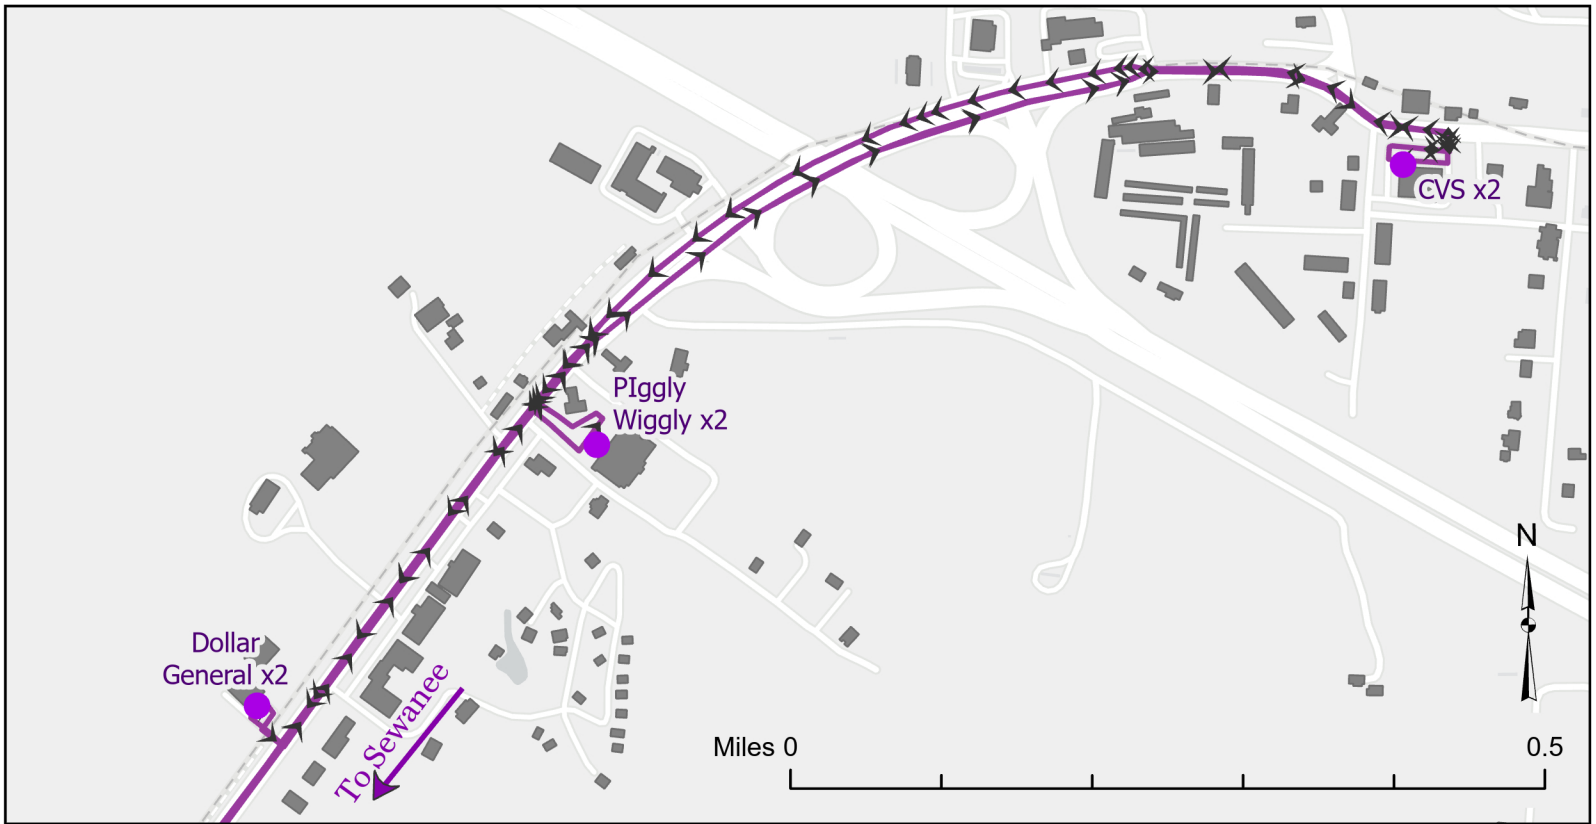 CVS x2
PIggly
Wiggly x2
N
Dollar
General x2
To Sewanee
Miles 0 0.5